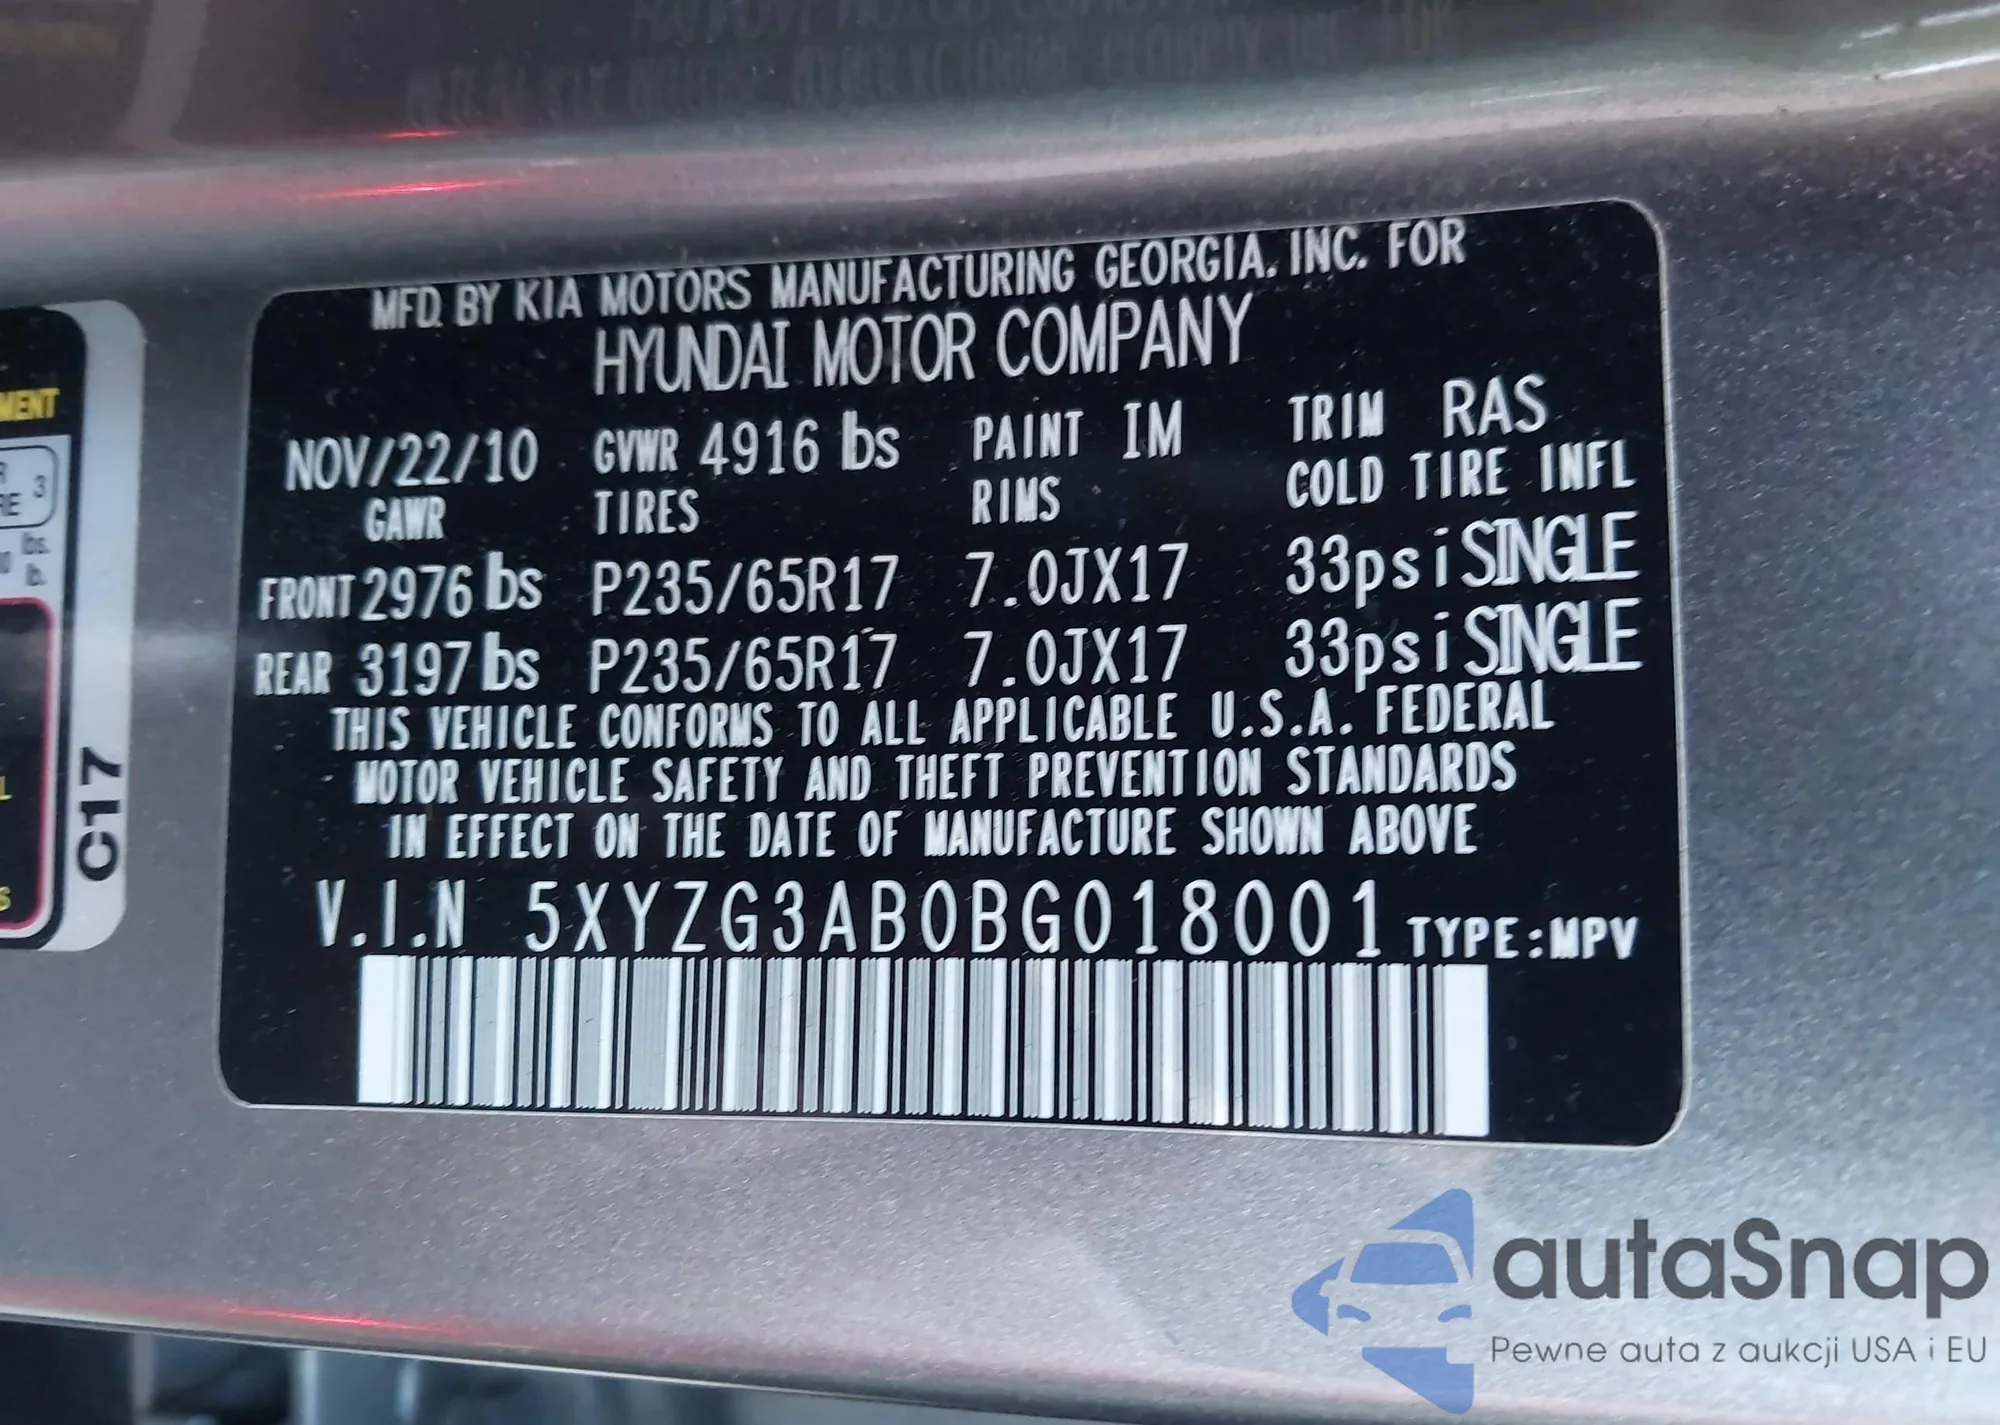 MFD. BY KIA MOTORS MANUFACTURING GEORGIA. INC. FOR
HYUNDAI MOTOR COMPANY
NOV/22/10 GVWR 4916 lbs PAINT IM TRIM RAS
GAWR TIRES RIMS COLD TIRE INFL
FRONT 2976 lbs P235/65R17 7.0JX17 33psi SINGLE
REAR 3197 lbs P235/65R17 7.0JX17 33psi SINGLE
THIS VEHICLE CONFORMS TO ALL APPLICABLE U.S.A. FEDERAL
MOTOR VEHICLE SAFETY AND THEFT PREVENTION STANDARDS
IN EFFECT ON THE DATE OF MANUFACTURE SHOWN ABOVE
V.I.N 5XYZG3AB0BG018001 TYPE:MPV
3
lbs.
lb.
C17
autaSnap
Pewne auta z aukcji USA i EU